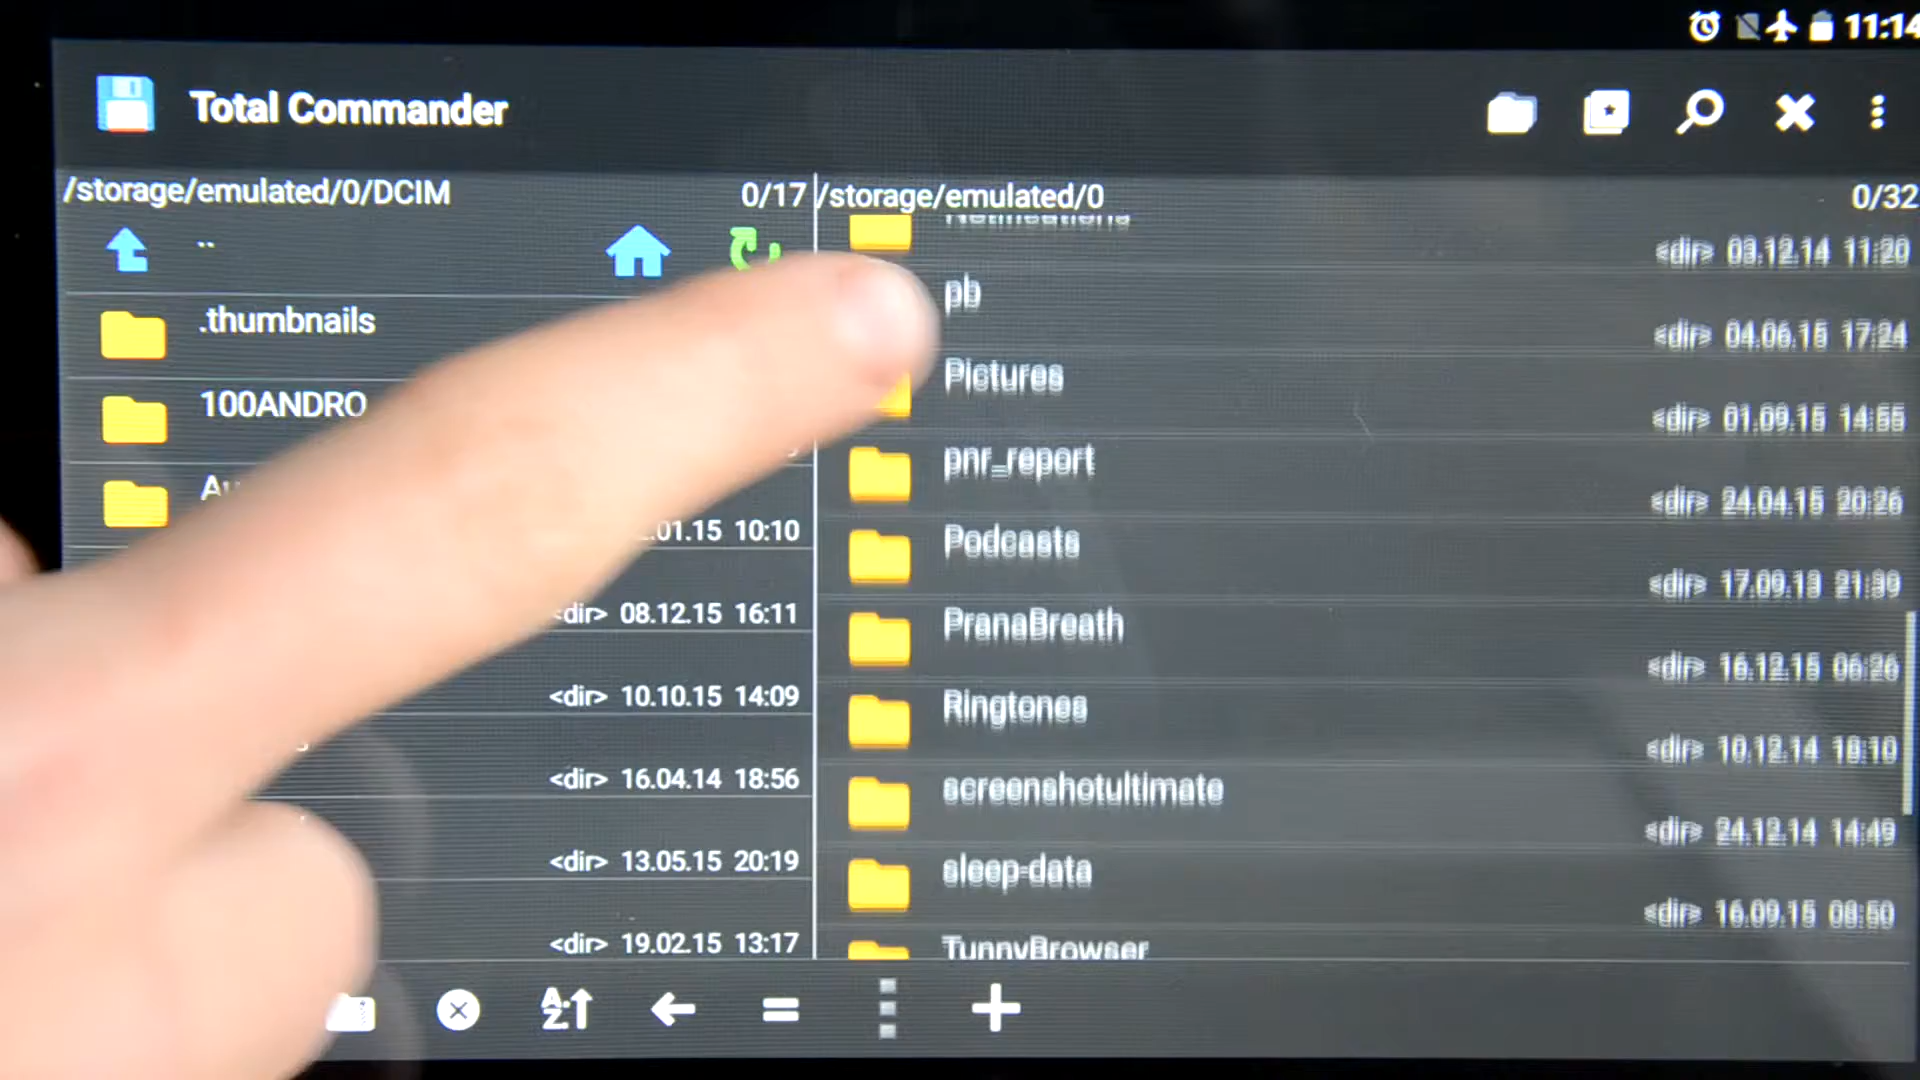 11:14
Total Commander
/storage/emulated/0/DCIM 0/17
..
.thumbnails
100ANDRO
.01.15 10:10
<dir> 08.12.15 16:11
<dir> 10.10.15 14:09
<dir> 16.04.14 18:56
<dir> 13.05.15 20:19
<dir> 19.02.15 13:17
/storage/emulated/0 0/32
Notifications
<dir> 03.12.14 11:20
pb
<dir> 04.06.15 17:24
Pictures
<dir> 01.09.15 14:55
pnr_report
<dir> 24.04.15 20:26
Podcasts
<dir> 17.09.13 21:39
PranaBreath
<dir> 16.12.15 06:26
Ringtones
<dir> 10.12.14 18:10
screenshotultimate
<dir> 24.12.14 14:49
sleep-data
<dir> 16.09.15 08:50
TunnyBrowser
A-Z